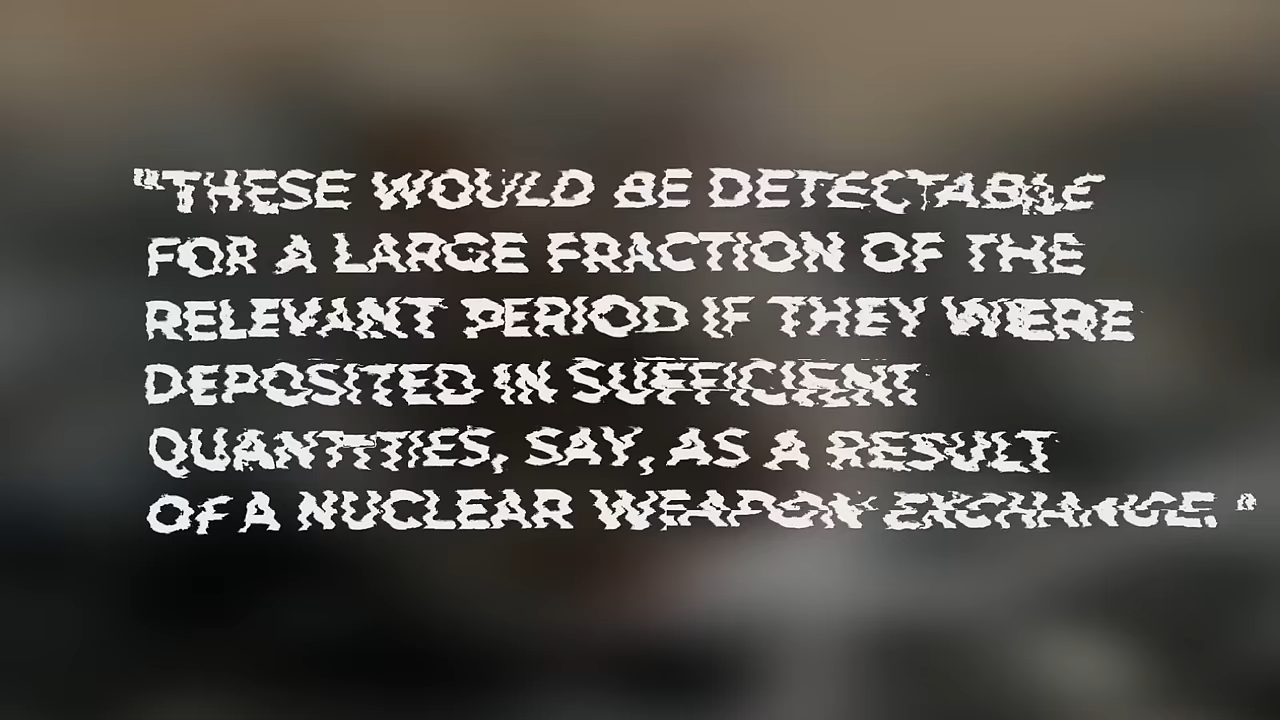 "THESE WOULD BE DETECTABLE
FOR A LARGE FRACTION OF THE
RELEVANT PERIOD IF THEY WERE
DEPOSITED IN SUFFICIENT
QUANTITIES, SAY, AS A RESULT
OF A NUCLEAR WEAPON EXCHANGE."